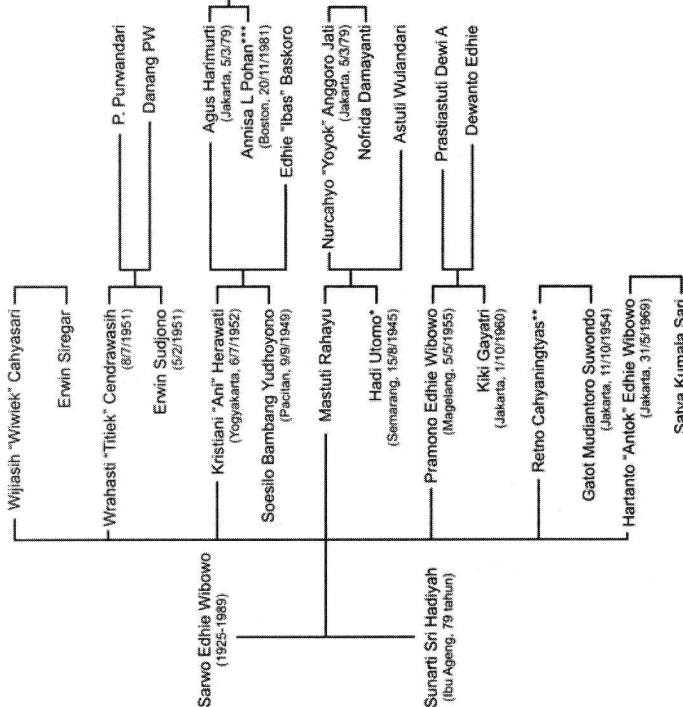 Sarwo Edhie Wibowo
(1925-1989)
Sunarti Sri Hadiyah
(Ibu Ageng, 79 tahun)
Wijiasih "Wiwiek" Cahyasari
Erwin Siregar
Wrahasti "Titiek" Cendrawasih
(8/7/1951)
Erwin Sudjono
(5/2/1951)
P. Purwandari
Danang PW
Kristiani "Ani" Herawati
(Yogyakarta, 6/7/1952)
Soesilo Bambang Yudhoyono
(Pacitan, 9/9/1949)
Agus Harimurti
(Jakarta, 5/3/79)
Annisa L Pohan***
(Boston, 20/11/1981)
Edhie "Ibas" Baskoro
Mastuti Rahayu
Hadi Utomo*
(Semarang, 15/8/1945)
Nurcahyo "Yoyok" Anggoro Jati
(Jakarta, 5/3/79)
Nofrida Damayanti
Astuti Wulandari
Pramono Edhie Wibowo
(Magelang, 5/5/1955)
Kiki Gayatri
(Jakarta, 1/10/1960)
Prastiastuti Dewi A
Dewanto Edhie
Retno Cahyaningtyas**
Gatot Mudiantoro Suwondo
(Jakarta, 11/10/1954)
Hartanto "Antok" Edhie Wibowo
(Jakarta, 31/5/1969)
Satya Kumala Sari